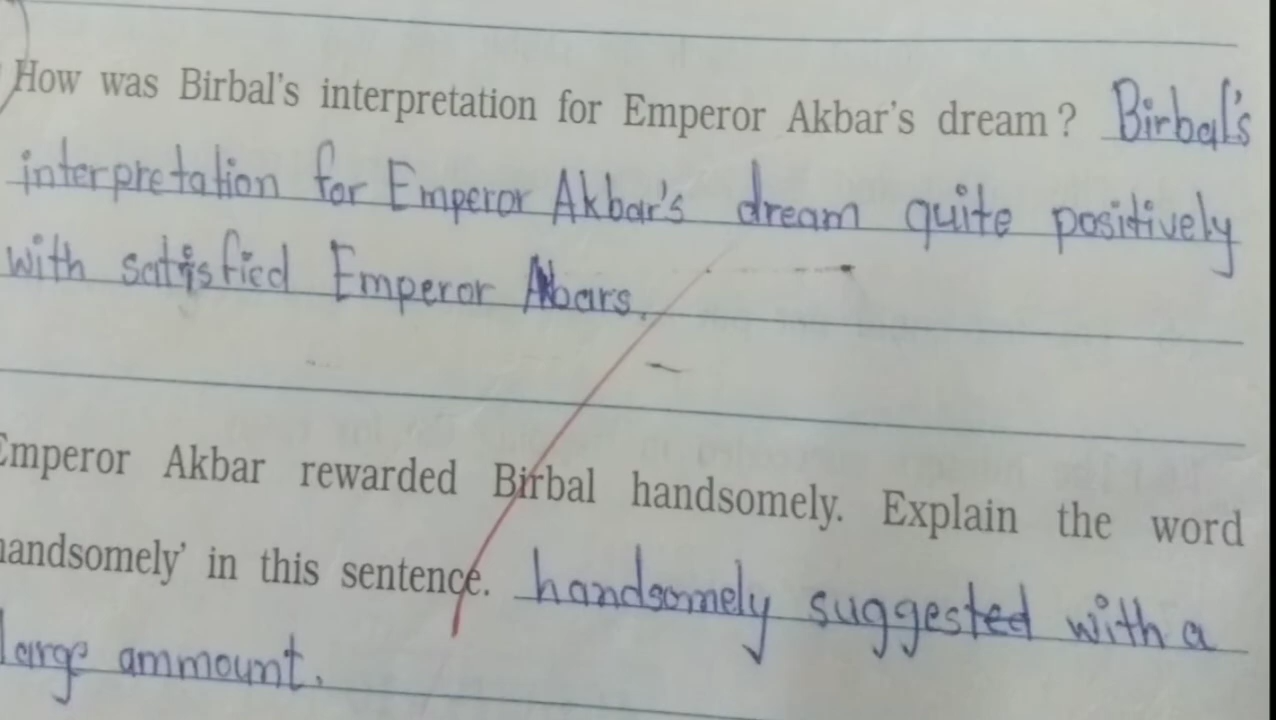 How was Birbal's interpretation for Emperor Akbar's dream? Birbal's
interpretation for Emperor Akbar's dream quite positively
with satisfied Emperor Abars.
Emperor Akbar rewarded Birbal handsomely. Explain the word
handsomely' in this sentence. handsomely suggested with a
large ammount.